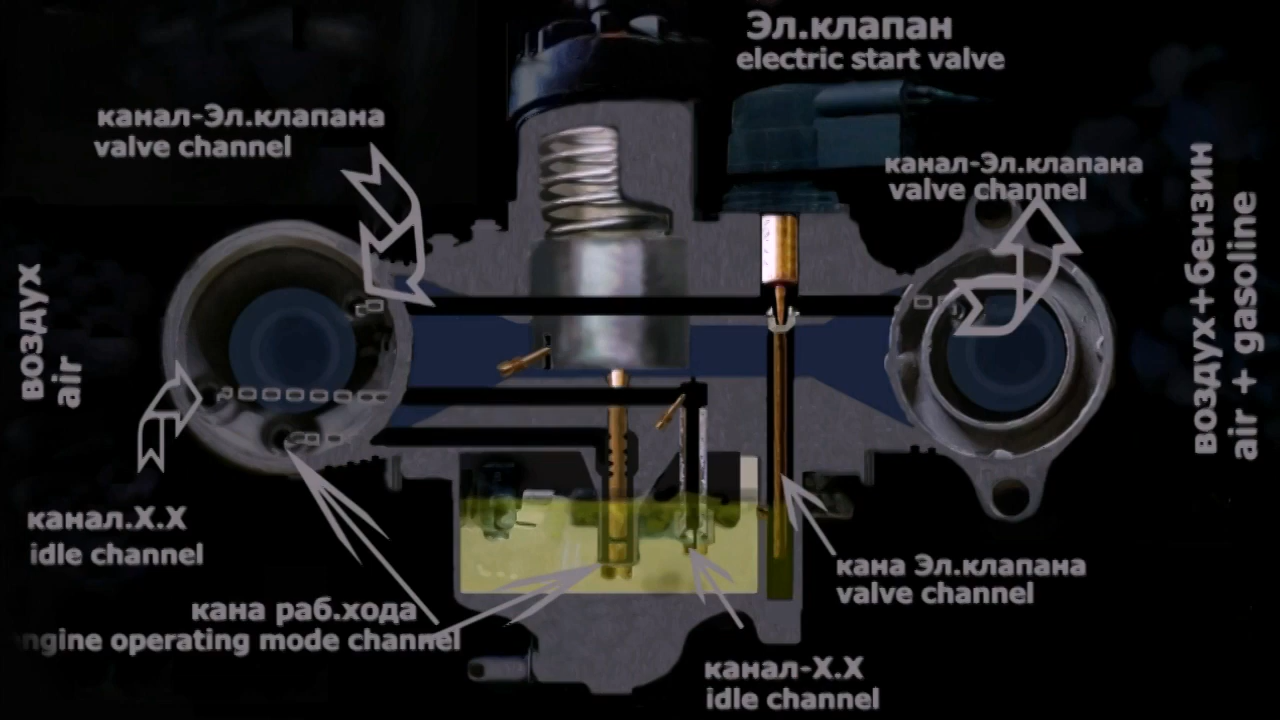 Эл.клапан
electric start valve
канал-Эл.клапана
valve channel
канал-Эл.клапана
valve channel
воздух
air
воздух+бензин
air + gasoline
канал.Х.Х
idle channel
кана раб.хода
ngine operating mode channel
кана Эл.клапана
valve channel
канал-Х.Х
idle channel